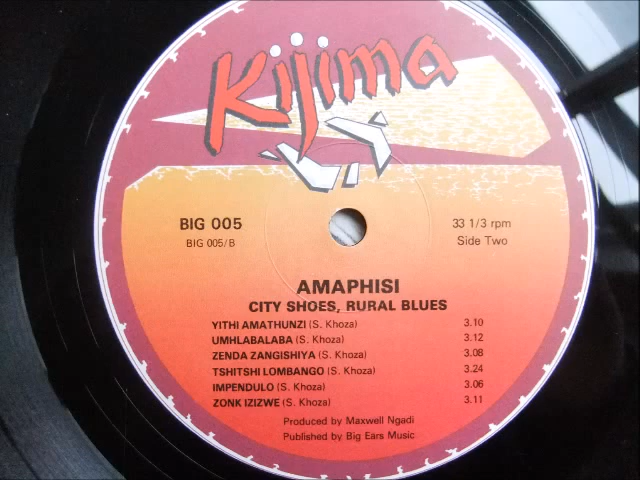 Kijima
BIG 005
BIG 005/B
33 1/3 rpm
Side Two
AMAPHISI
CITY SHOES, RURAL BLUES
YITHI AMATHUNZI (S. Khoza) 3.10
UMHLABALABA (S. Khoza) 3.12
ZENDA ZANGISHIYA (S. Khoza) 3.08
TSHITSHI LOMBANGO (S. Khoza) 3.24
IMPENDULO (S. Khoza) 3.06
ZONK IZIZWE (S. Khoza) 3.11
Produced by Maxwell Ngadi
Published by Big Ears Music